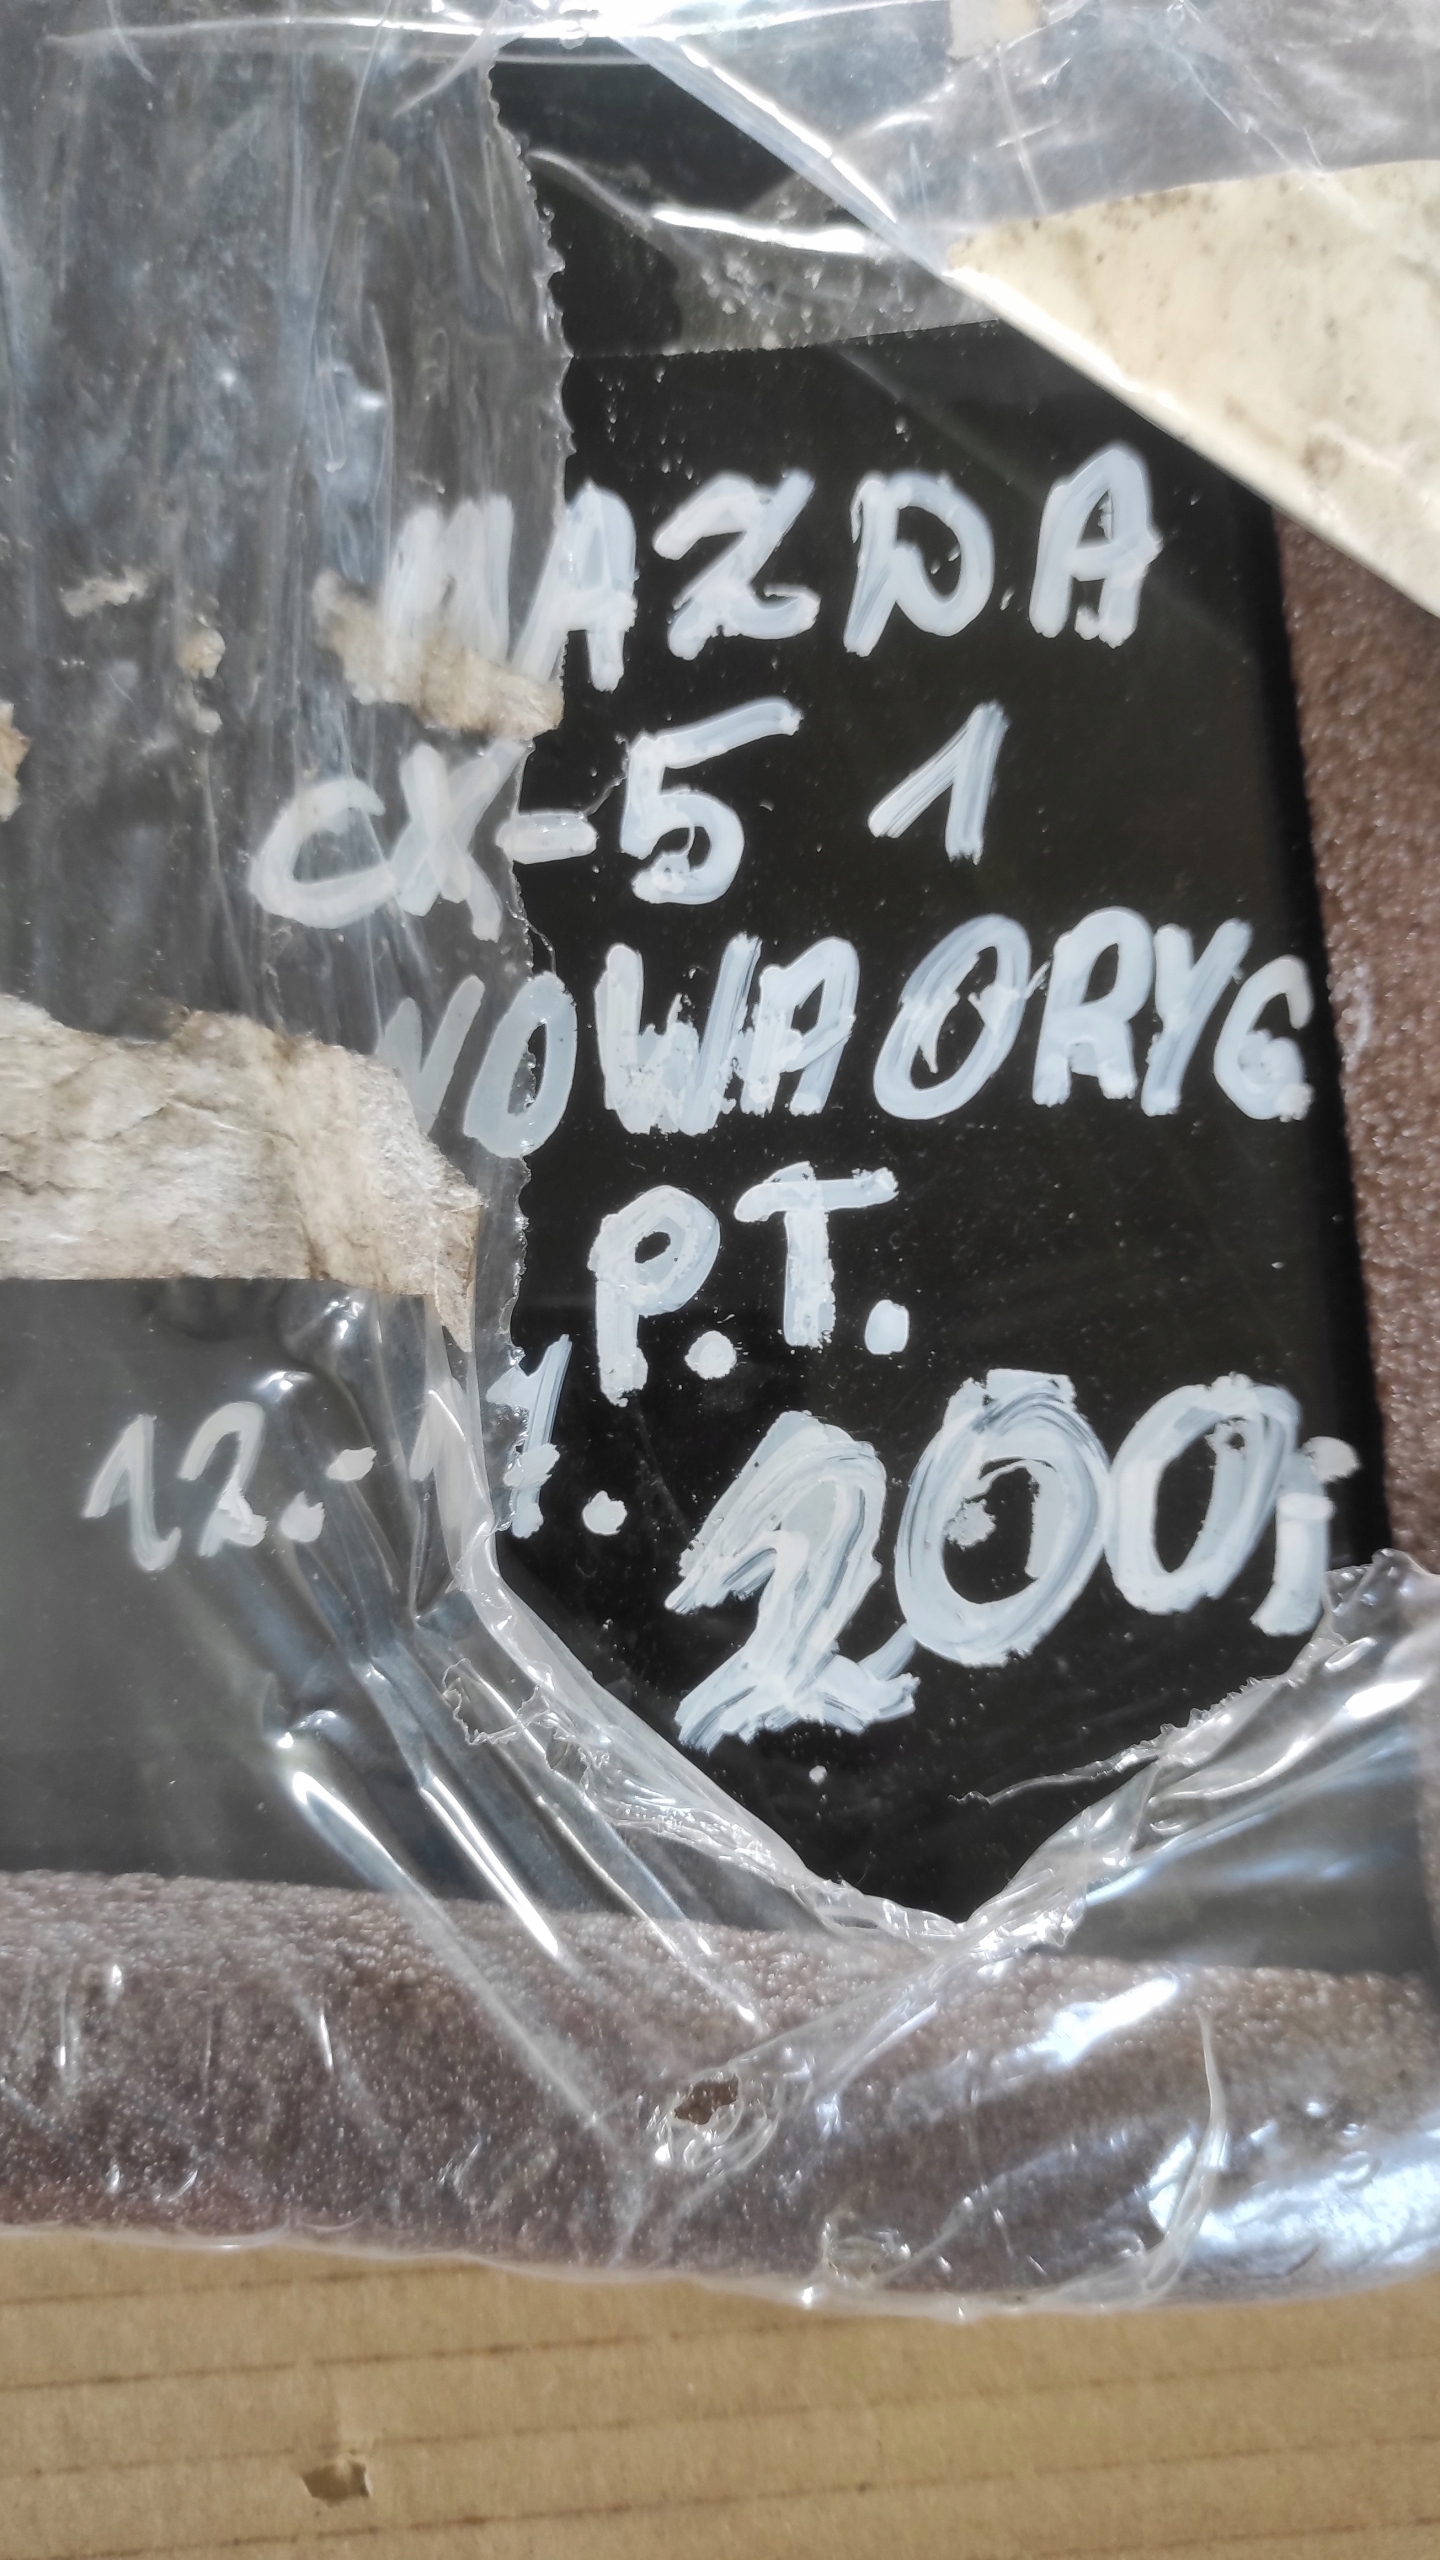 MAZDA
CX-5 1
NOWA ORYG
P.T.
200,-